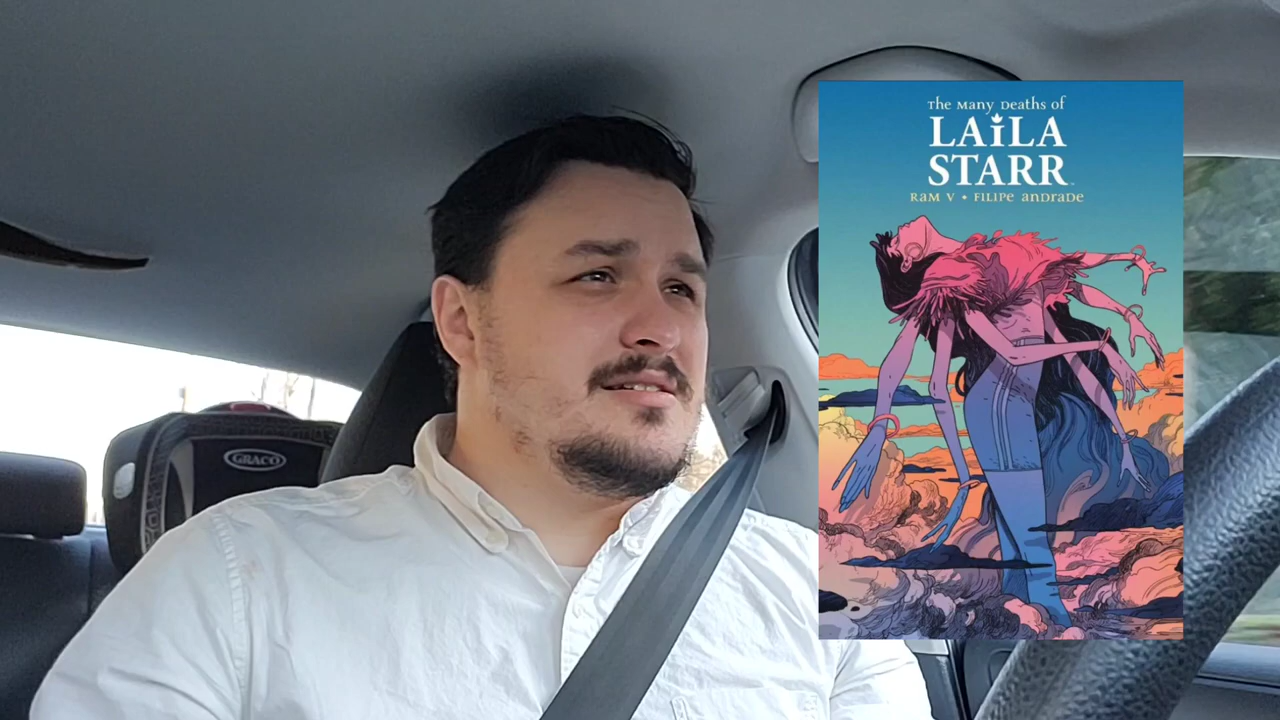 The Many Deaths of
LAiLA
STARR
RaM V • FILIPe aNDRaDe
GRACO